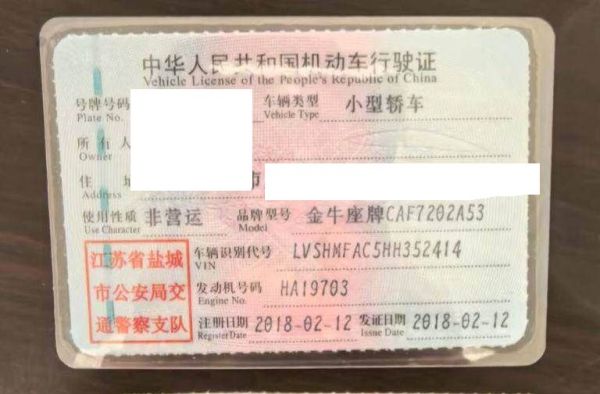 中华人民共和国机动车行驶证
Vehicle License of the People's Republic of China
号牌号码 车辆类型 小型轿车
Plate No. Vehicle Type
所有人
Owner
住 市
Address
使用性质 非营运 品牌型号 金牛座牌CAF7202A53
Use Character Model
江苏省盐城 车辆识别代号 LVSHMFAC5HH352414
VIN
市公安局交 发动机号码 HA19703
Engine No.
通警察支队 注册日期 2018-02-12 发证日期 2018-02-12
Register Date Issue Date